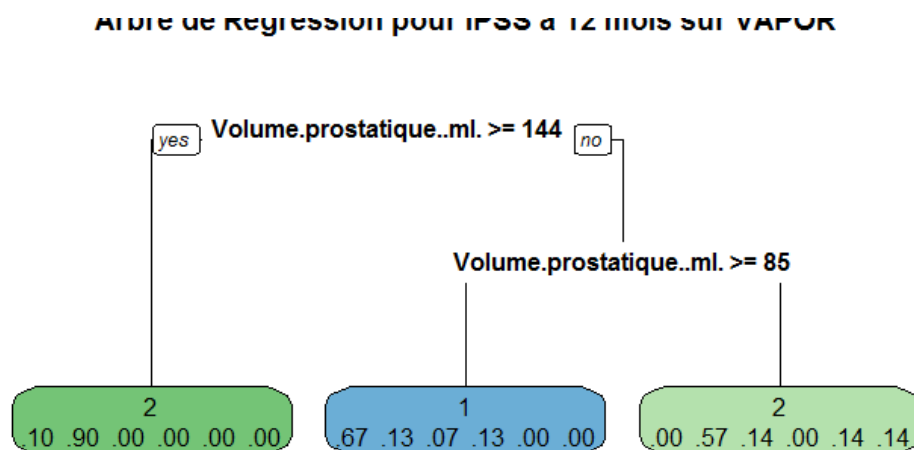 Arbre de Régression pour IPSS à 12 mois sur VAPOR
yes Volume.prostatique..ml. >= 144 no
Volume.prostatique..ml. >= 85
2 1 2
.10 .90 .00 .00 .00 .00 .67 .13 .07 .13 .00 .00 .00 .57 .14 .00 .14 .14